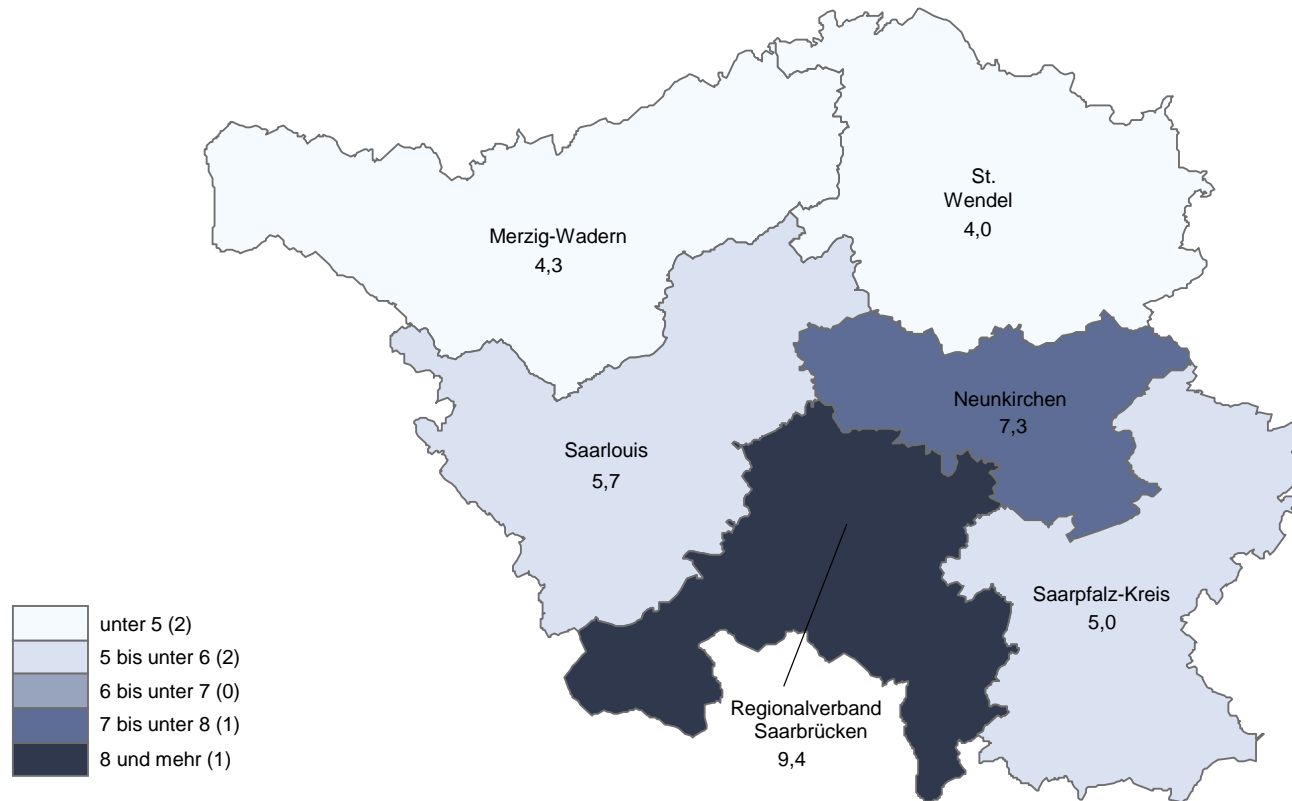 St.
Wendel
4,0
Merzig-Wadern
4,3
Neunkirchen
7,3
Saarlouis
5,7
Saarpfalz-Kreis
5,0
Regionalverband
Saarbrücken
9,4
unter 5 (2)
5 bis unter 6 (2)
6 bis unter 7 (0)
7 bis unter 8 (1)
8 und mehr (1)